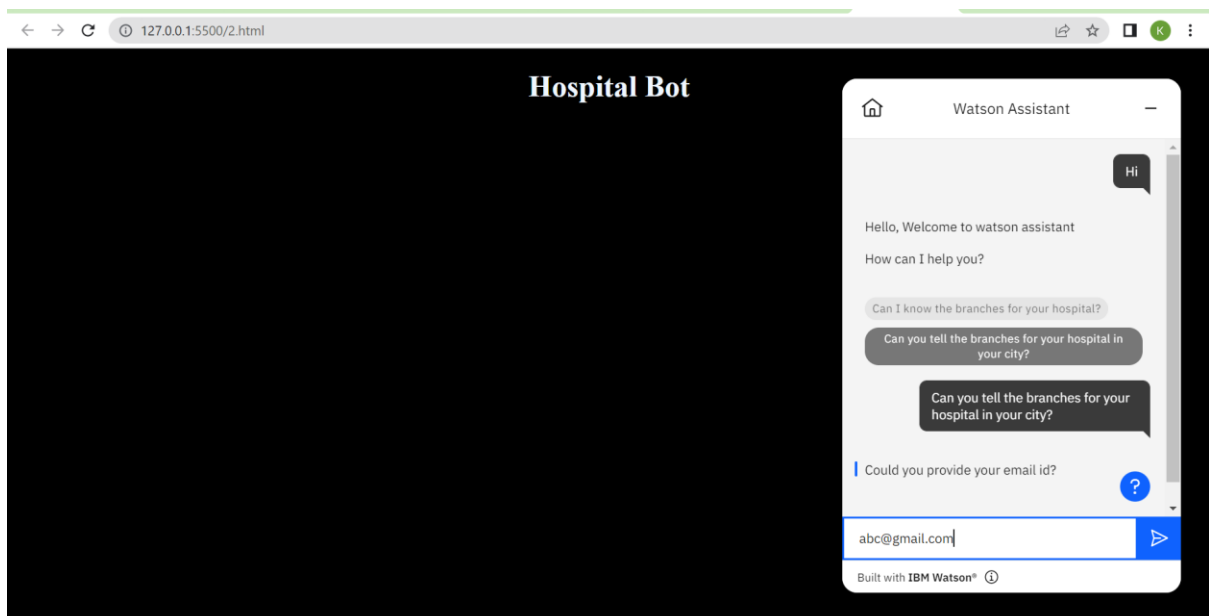 127.0.0.1:5500/2.html
K
Hospital Bot
Watson Assistant
Hi
Hello, Welcome to watson assistant
How can I help you?
Can I know the branches for your hospital?
Can you tell the branches for your hospital in
your city?
Can you tell the branches for your
hospital in your city?
Could you provide your email id?
?
abc@gmail.com
Built with IBM Watson®